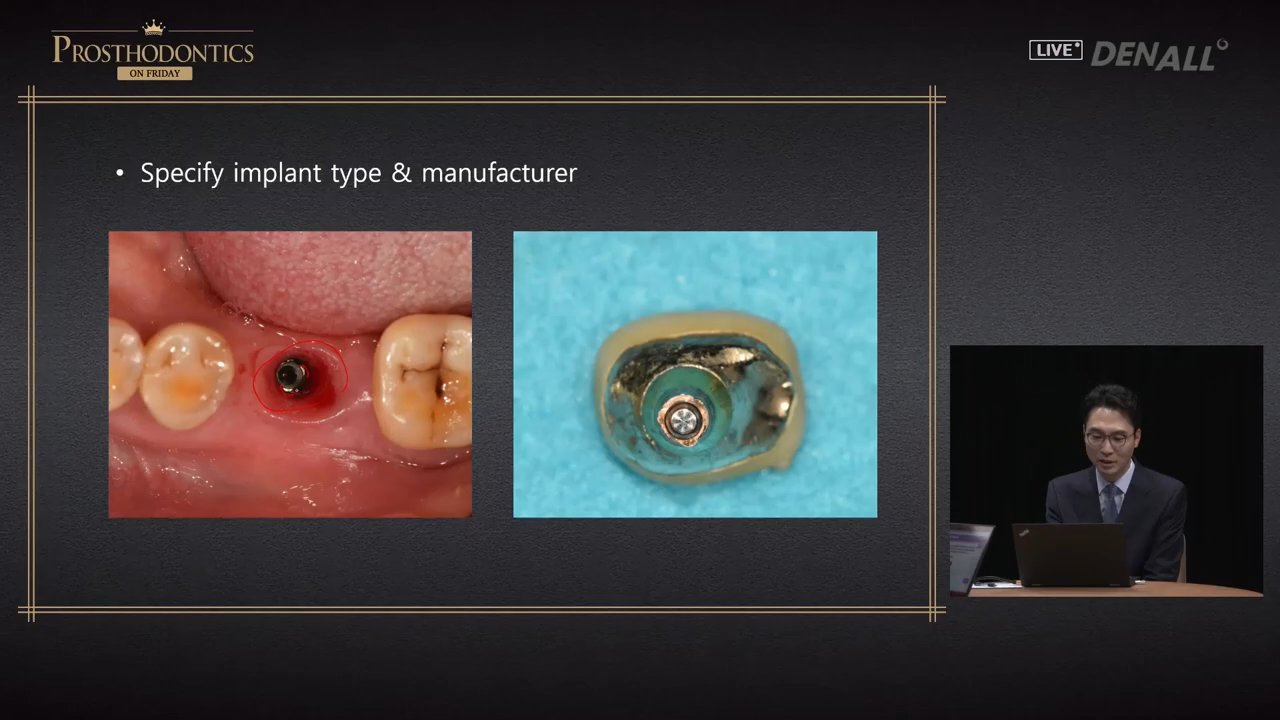 PROSTHODONTICS
ON FRIDAY
LIVE
DENALL
• Specify implant type & manufacturer